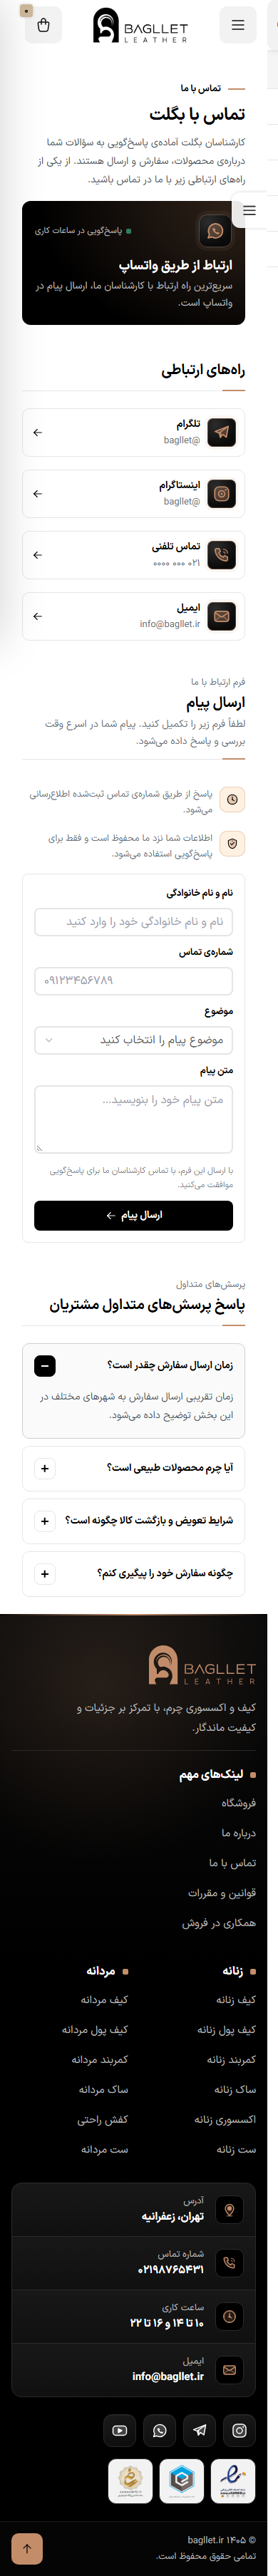 BAGLLET
LEATHER
تماس با ما
تماس با بگلت
کارشناسان بگلت آماده‌ی پاسخ‌گویی به سؤالات شما
درباره‌ی محصولات، سفارش و ارسال هستند. از یکی از
راه‌های ارتباطی زیر با ما در تماس باشید.
پاسخ‌گویی در ساعات کاری
ارتباط از طریق واتساپ
سریع‌ترین راه ارتباط با کارشناسان ما، ارسال پیام در
واتساپ است.
راه‌های ارتباطی
تلگرام
@bagllet
اینستاگرام
@bagllet
تماس تلفنی
۰۲۱ ۰۰۰۰ ۰۰۰۰
ایمیل
info@bagllet.ir
فرم ارتباط با ما
ارسال پیام
لطفاً فرم زیر را تکمیل کنید. پیام شما در اسرع وقت
بررسی و پاسخ داده می‌شود.
پاسخ از طریق شماره‌ی تماس ثبت‌شده اطلاع‌رسانی
می‌شود.
اطلاعات شما نزد ما محفوظ است و فقط برای
پاسخ‌گویی استفاده می‌شود.
نام و نام خانوادگی
نام و نام خانوادگی خود را وارد کنید
شماره‌ی تماس
۰۹۱۲۳۴۵۶۷۸۹
موضوع
موضوع پیام را انتخاب کنید
متن پیام
متن پیام خود را بنویسید...
با ارسال این فرم، با تماس کارشناسان ما برای پاسخ‌گویی
موافقت می‌کنید.
ارسال پیام
پرسش‌های متداول
پاسخ پرسش‌های متداول مشتریان
زمان ارسال سفارش چقدر است؟
زمان تقریبی ارسال سفارش به شهرهای مختلف در
این بخش توضیح داده می‌شود.
آیا چرم محصولات طبیعی است؟
شرایط تعویض و بازگشت کالا چگونه است؟
چگونه سفارش خود را پیگیری کنم؟
BAGLLET
LEATHER
کیف و اکسسوری چرم، با تمرکز بر جزئیات و
کیفیت ماندگار.
لینک‌های مهم
فروشگاه
درباره ما
تماس با ما
قوانین و مقررات
همکاری در فروش
زنانه
کیف زنانه
کیف پول زنانه
کمربند زنانه
ساک زنانه
اکسسوری زنانه
ست زنانه
مردانه
کیف مردانه
کیف پول مردانه
کمربند مردانه
ساک مردانه
کفش راحتی
ست مردانه
آدرس
تهران، زعفرانیه
شماره تماس
۰۲۱۹۸۷۶۵۴۳۱
ساعت کاری
۱۰ تا ۱۴ و ۱۶ تا ۲۲
ایمیل
info@bagllet.ir
© ۱۴۰۵ bagllet.ir
تمامی حقوق محفوظ است.